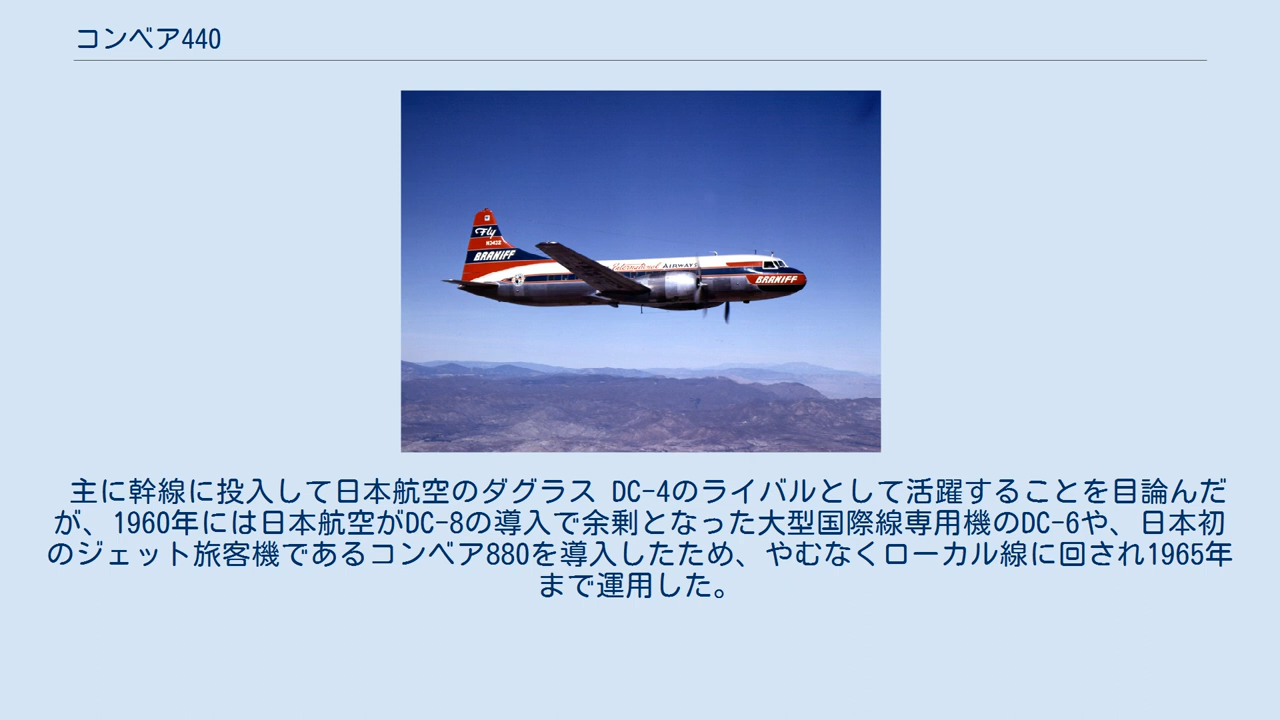 コンベア440
Fly
N3422
BRANIFF
International AIRWAYS
BRANIFF
主に幹線に投入して日本航空のダグラス DC-4のライバルとして活躍することを目論んだ
が、1960年には日本航空がDC-8の導入で余剰となった大型国際線専用機のDC-6や、日本初
のジェット旅客機であるコンベア880を導入したため、やむなくローカル線に回され1965年
まで運用した。